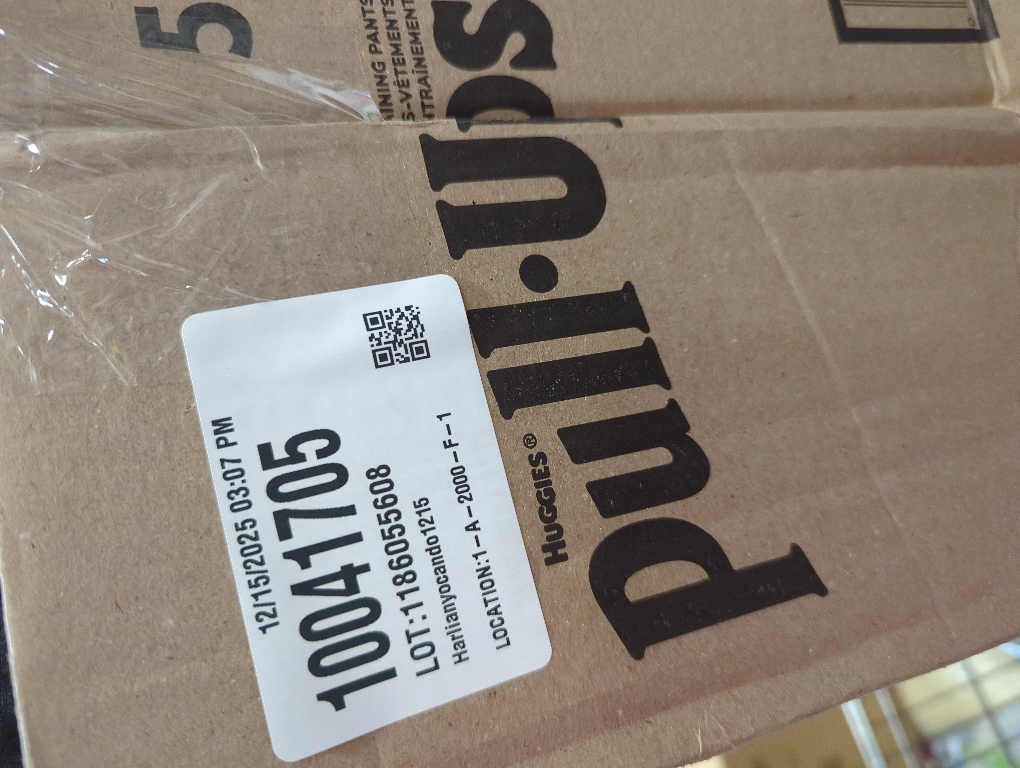 12/15/2025 03:07 PM
10041705
LOT:1186055608
Harlianyocando1215
LOCATION:1-A-2000-F-1
HUGGIES®
pull·ups
AINING PANTS
S-VÊTEMENTS
NTRAÎNEMENT
5